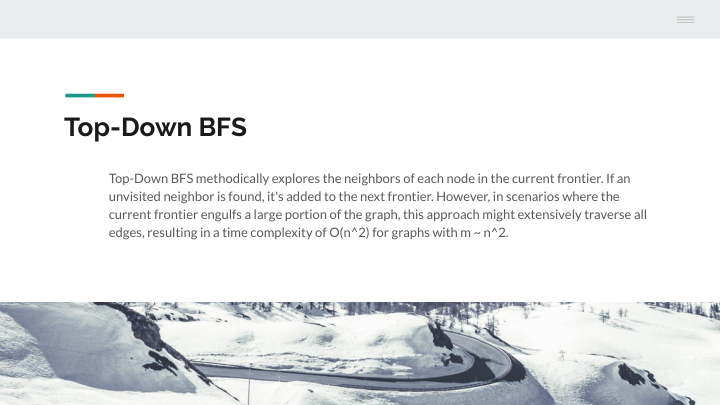 Top-Down BFS
Top-Down BFS methodically explores the neighbors of each node in the current frontier. If an
unvisited neighbor is found, it's added to the next frontier. However, in scenarios where the
current frontier engulfs a large portion of the graph, this approach might extensively traverse all
edges, resulting in a time complexity of O(n^2) for graphs with m ~ n^2.